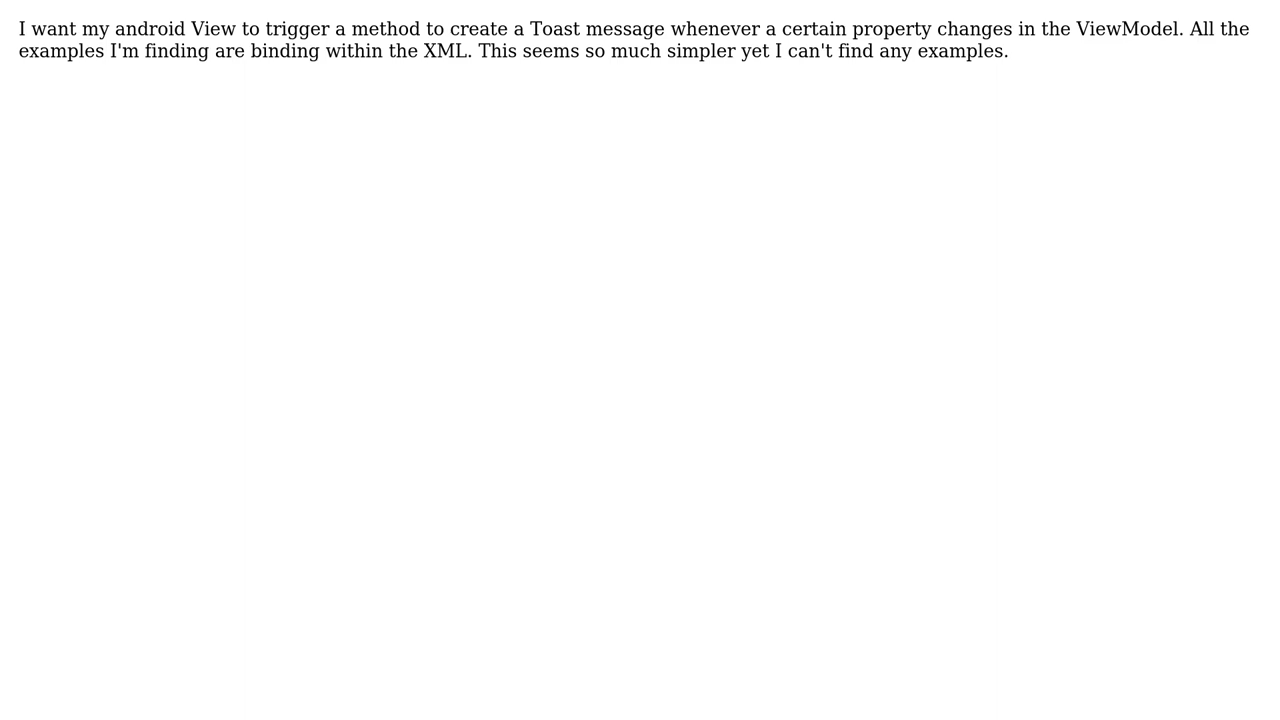 I want my android View to trigger a method to create a Toast message whenever a certain property changes in the ViewModel. All the
examples I'm finding are binding within the XML. This seems so much simpler yet I can't find any examples.